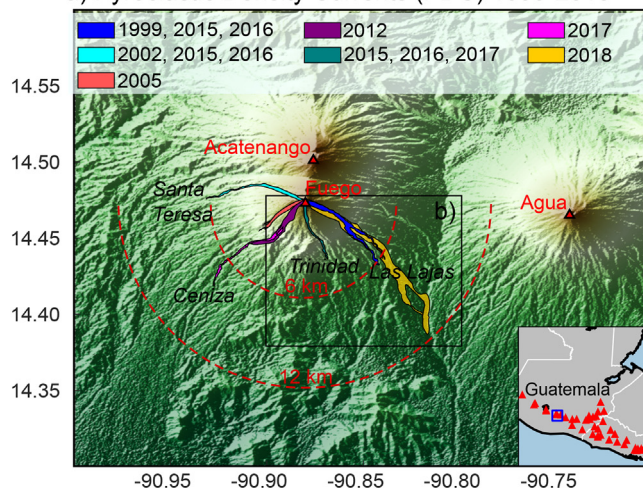 1999, 2015, 2016
2012
2017
2002, 2015, 2016
2015, 2016, 2017
2018
2005
14.55
14.50
14.45
14.40
14.35
Acatenango
Santa
Teresa
Fuego
Agua
b)
Trinidad
Las Lajas
Ceniza
6 km
12 km
Guatemala
-90.95
-90.90
-90.85
-90.80
-90.75